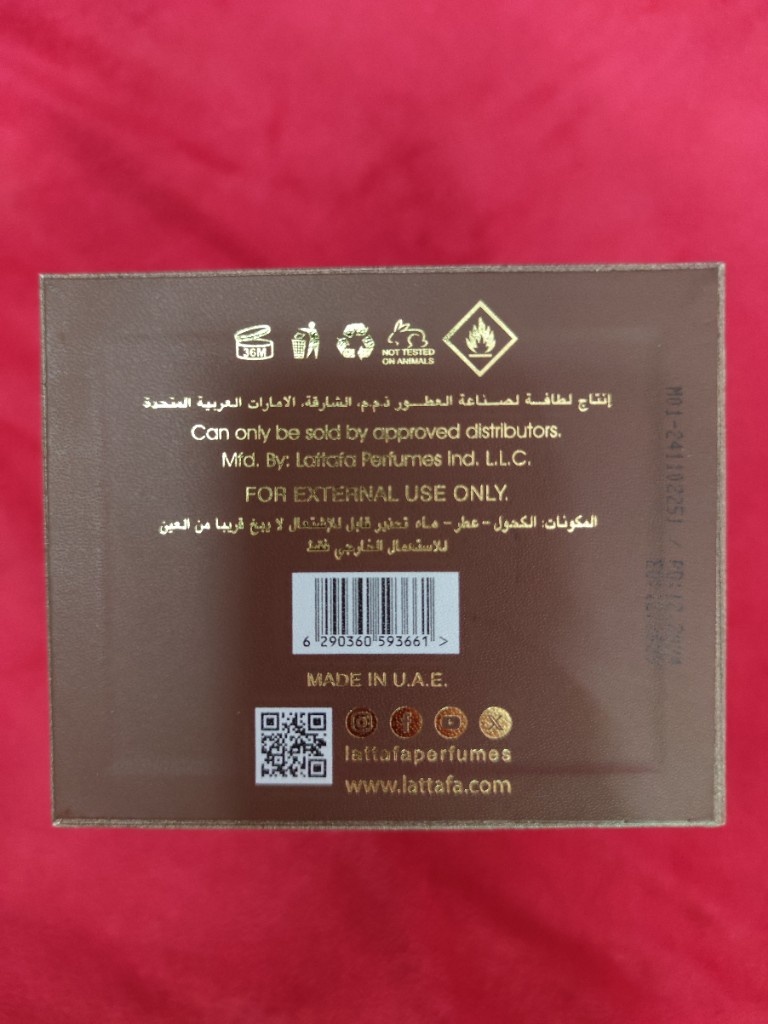 36M
NOT TESTED
ON ANIMALS
إنتاج لطافة لصناعة العطور ذ.م.م. الشارقة، الامارات العربية المتحدة
Can only be sold by approved distributors.
Mfd. By: Lattafa Perfumes Ind. L.L.C.
FOR EXTERNAL USE ONLY.
المكونات: الكحول - عطر - ماء تحذير قابل للإشتعال لا يبخ قريبا من العين
للاستعمال الخارجي فقط
6 290360 593661 >
MADE IN U.A.E.
lattafaperfumes
www.lattafa.com